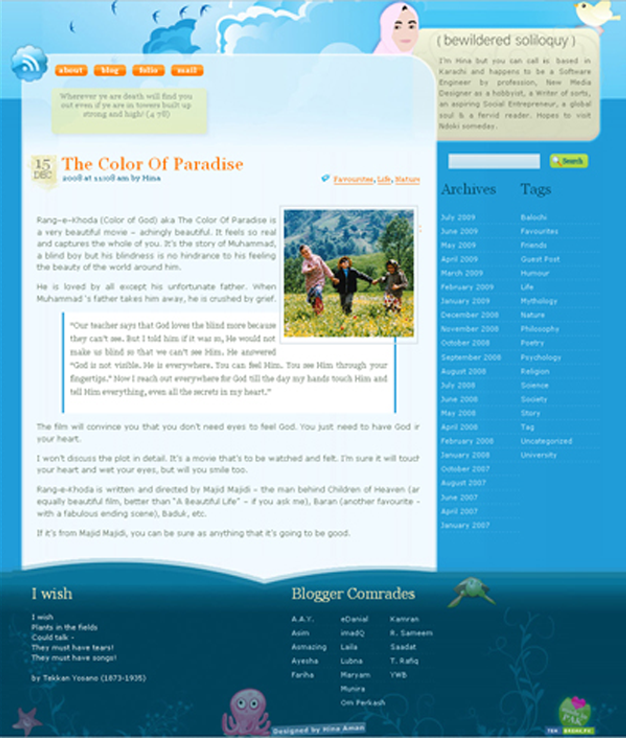 ( bewildered soliloquy )
I'm Hina but you can call is based in
Karachi and happens to be a Software
Engineer by profession, New Media
Designer as a hobbyist, a Writer of sorts,
an aspiring Social Entrepreneur, a global
soul & a fervid reader. Hopes to visit
Ndoki someday.
about
blog
folio
mail
Wherever ye are death will find you
out even if ye are in towers built up
strong and high! (4 78)
15
DEC
The Color Of Paradise
2008 at 11:08 am by Hina
Favourites, Life, Nature
Rang-e-Khoda (Color of God) aka The Color Of Paradise is
a very beautiful movie – achingly beautiful. It feels so real
and captures the whole of you. It's the story of Muhammad,
a blind boy but his blindness is no hindrance to his feeling
the beauty of the world around him.
He is loved by all except his unfortunate father. When
Muhammad 's father takes him away, he is crushed by grief.
"Our teacher says that God loves the blind more because
they can't see. But I told him if it was so, He would not
make us blind so that we can't see Him. He answered
"God is not visible. He is everywhere. You can feel Him. You see Him through your
fingertips." Now I reach out everywhere for God till the day my hands touch Him and
tell Him everything, even all the secrets in my heart."
The film will convince you that you don't need eyes to feel God. You just need to have God ir
your heart.
I won't discuss the plot in detail. It's a movie that's to be watched and felt. I'm sure it will touch
your heart and wet your eyes, but will you smile too.
Rang-e-Khoda is written and directed by Majid Majidi – the man behind Children of Heaven (ar
equally beautiful film, better than "A Beautiful Life" – if you ask me), Baran (another favourite –
with a fabulous ending scene), Baduk, etc.
If it's from Majid Majidi, you can be sure as anything that it's going to be good.
Search
Archives
July 2009
June 2009
May 2009
April 2009
March 2009
February 2009
January 2009
December 2008
November 2008
October 2008
September 2008
August 2008
July 2008
June 2008
May 2008
April 2008
February 2008
January 2008
October 2007
August 2007
June 2007
April 2007
January 2007
Tags
Balochi
Favourites
Friends
Guest Post
Humour
Life
Mythology
Nature
Philosophy
Poetry
Psychology
Religion
Science
Society
Story
Tag
Uncategorized
University
I wish
I wish
Plants in the fields
Could talk -
They must have tears!
They must have songs!
by Tekkan Yosano (1873-1935)
Blogger Comrades
A.A.Y.
Asim
Asmazing
Ayesha
Fariha
eDanial
imadQ
Laila
Lubna
Maryam
Munira
Om Perkash
Kamran
R. Sameem
Saadat
T. Rafiq
YWB
Designed by Hina Aman
PAK